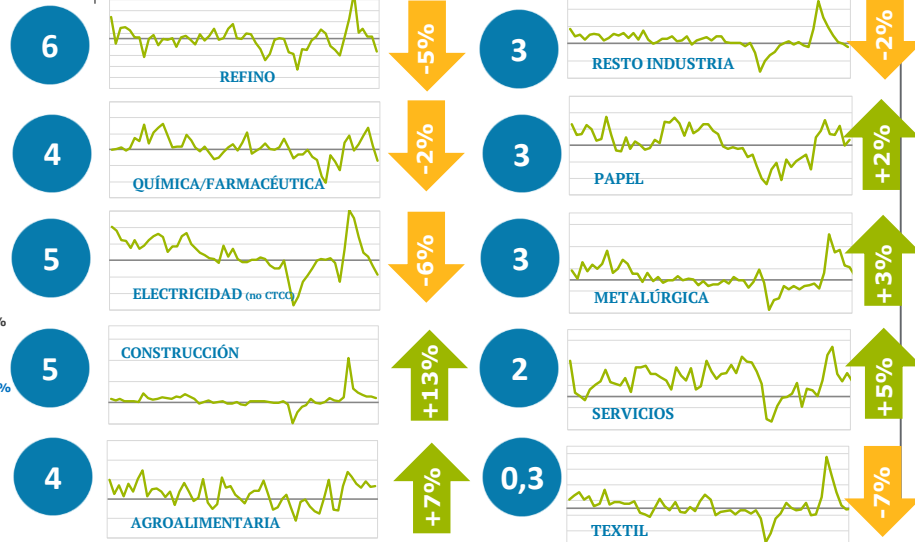 6
REFINO
-5%
4
QUÍMICA/FARMACÉUTICA
-2%
5
ELECTRICIDAD (no CTCC)
-6%
%
5
CONSTRUCCIÓN
+13%
%
4
AGROALIMENTARIA
+7%
3
RESTO INDUSTRIA
-2%
3
PAPEL
+2%
3
METALÚRGICA
+3%
2
SERVICIOS
+5%
0,3
TEXTIL
-7%